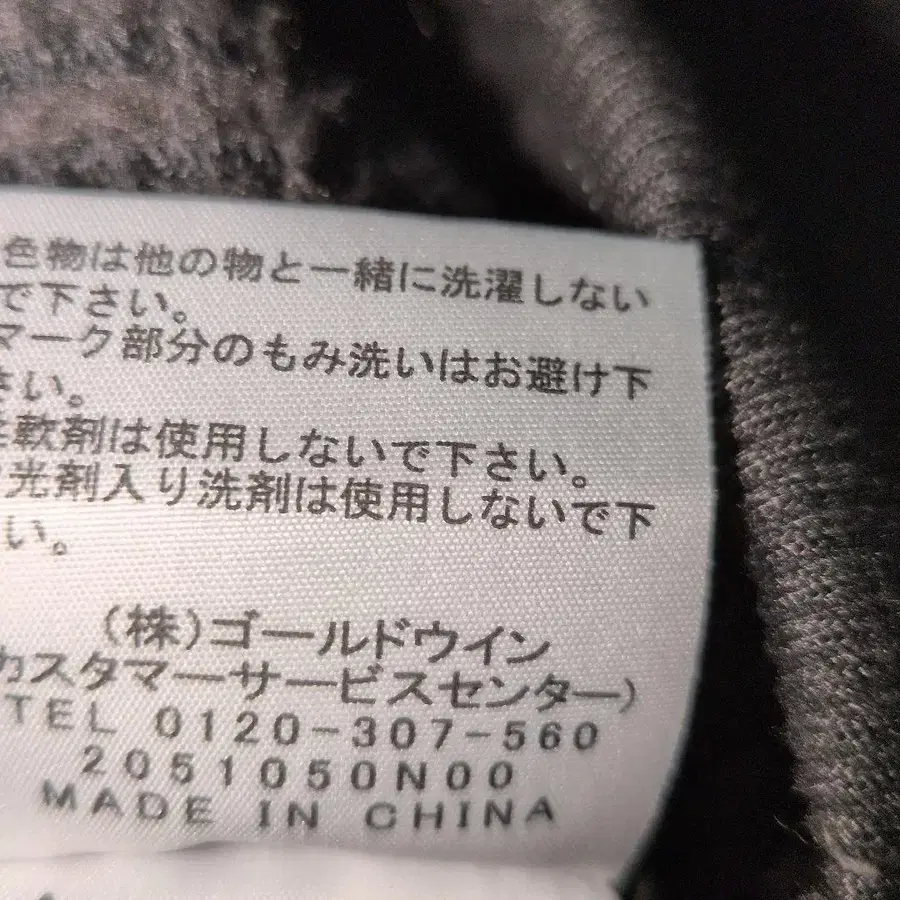 色物は他の物と一緒に洗濯しない
で下さい。
マーク部分のもみ洗いはお避け下
さい。
柔軟剤は使用しないで下さい。
光剤入り洗剤は使用しないで下
い。
(株)ゴールドウイン
カスタマーサービスセンター)
TEL 0120-307-560
2051050N00
MADE IN CHINA